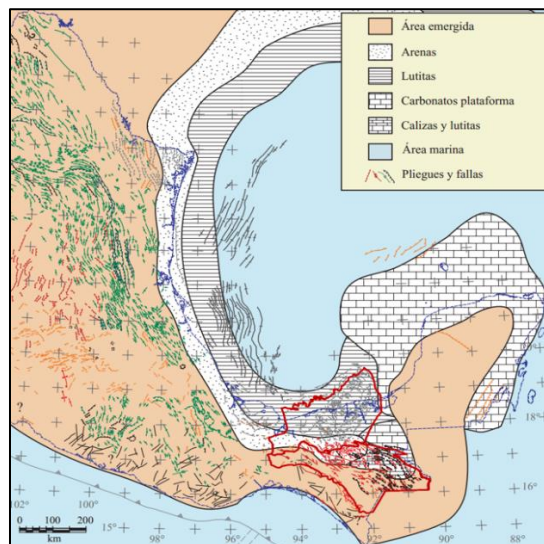 Área emergida
Arenas
Lutitas
Carbonatos plataforma
Calizas y lutitas
Área marina
Pliegues y fallas
?
18°
16°
102°
100°
0 100 200
km
15°
98°
96°
94°
92°
90°
88°